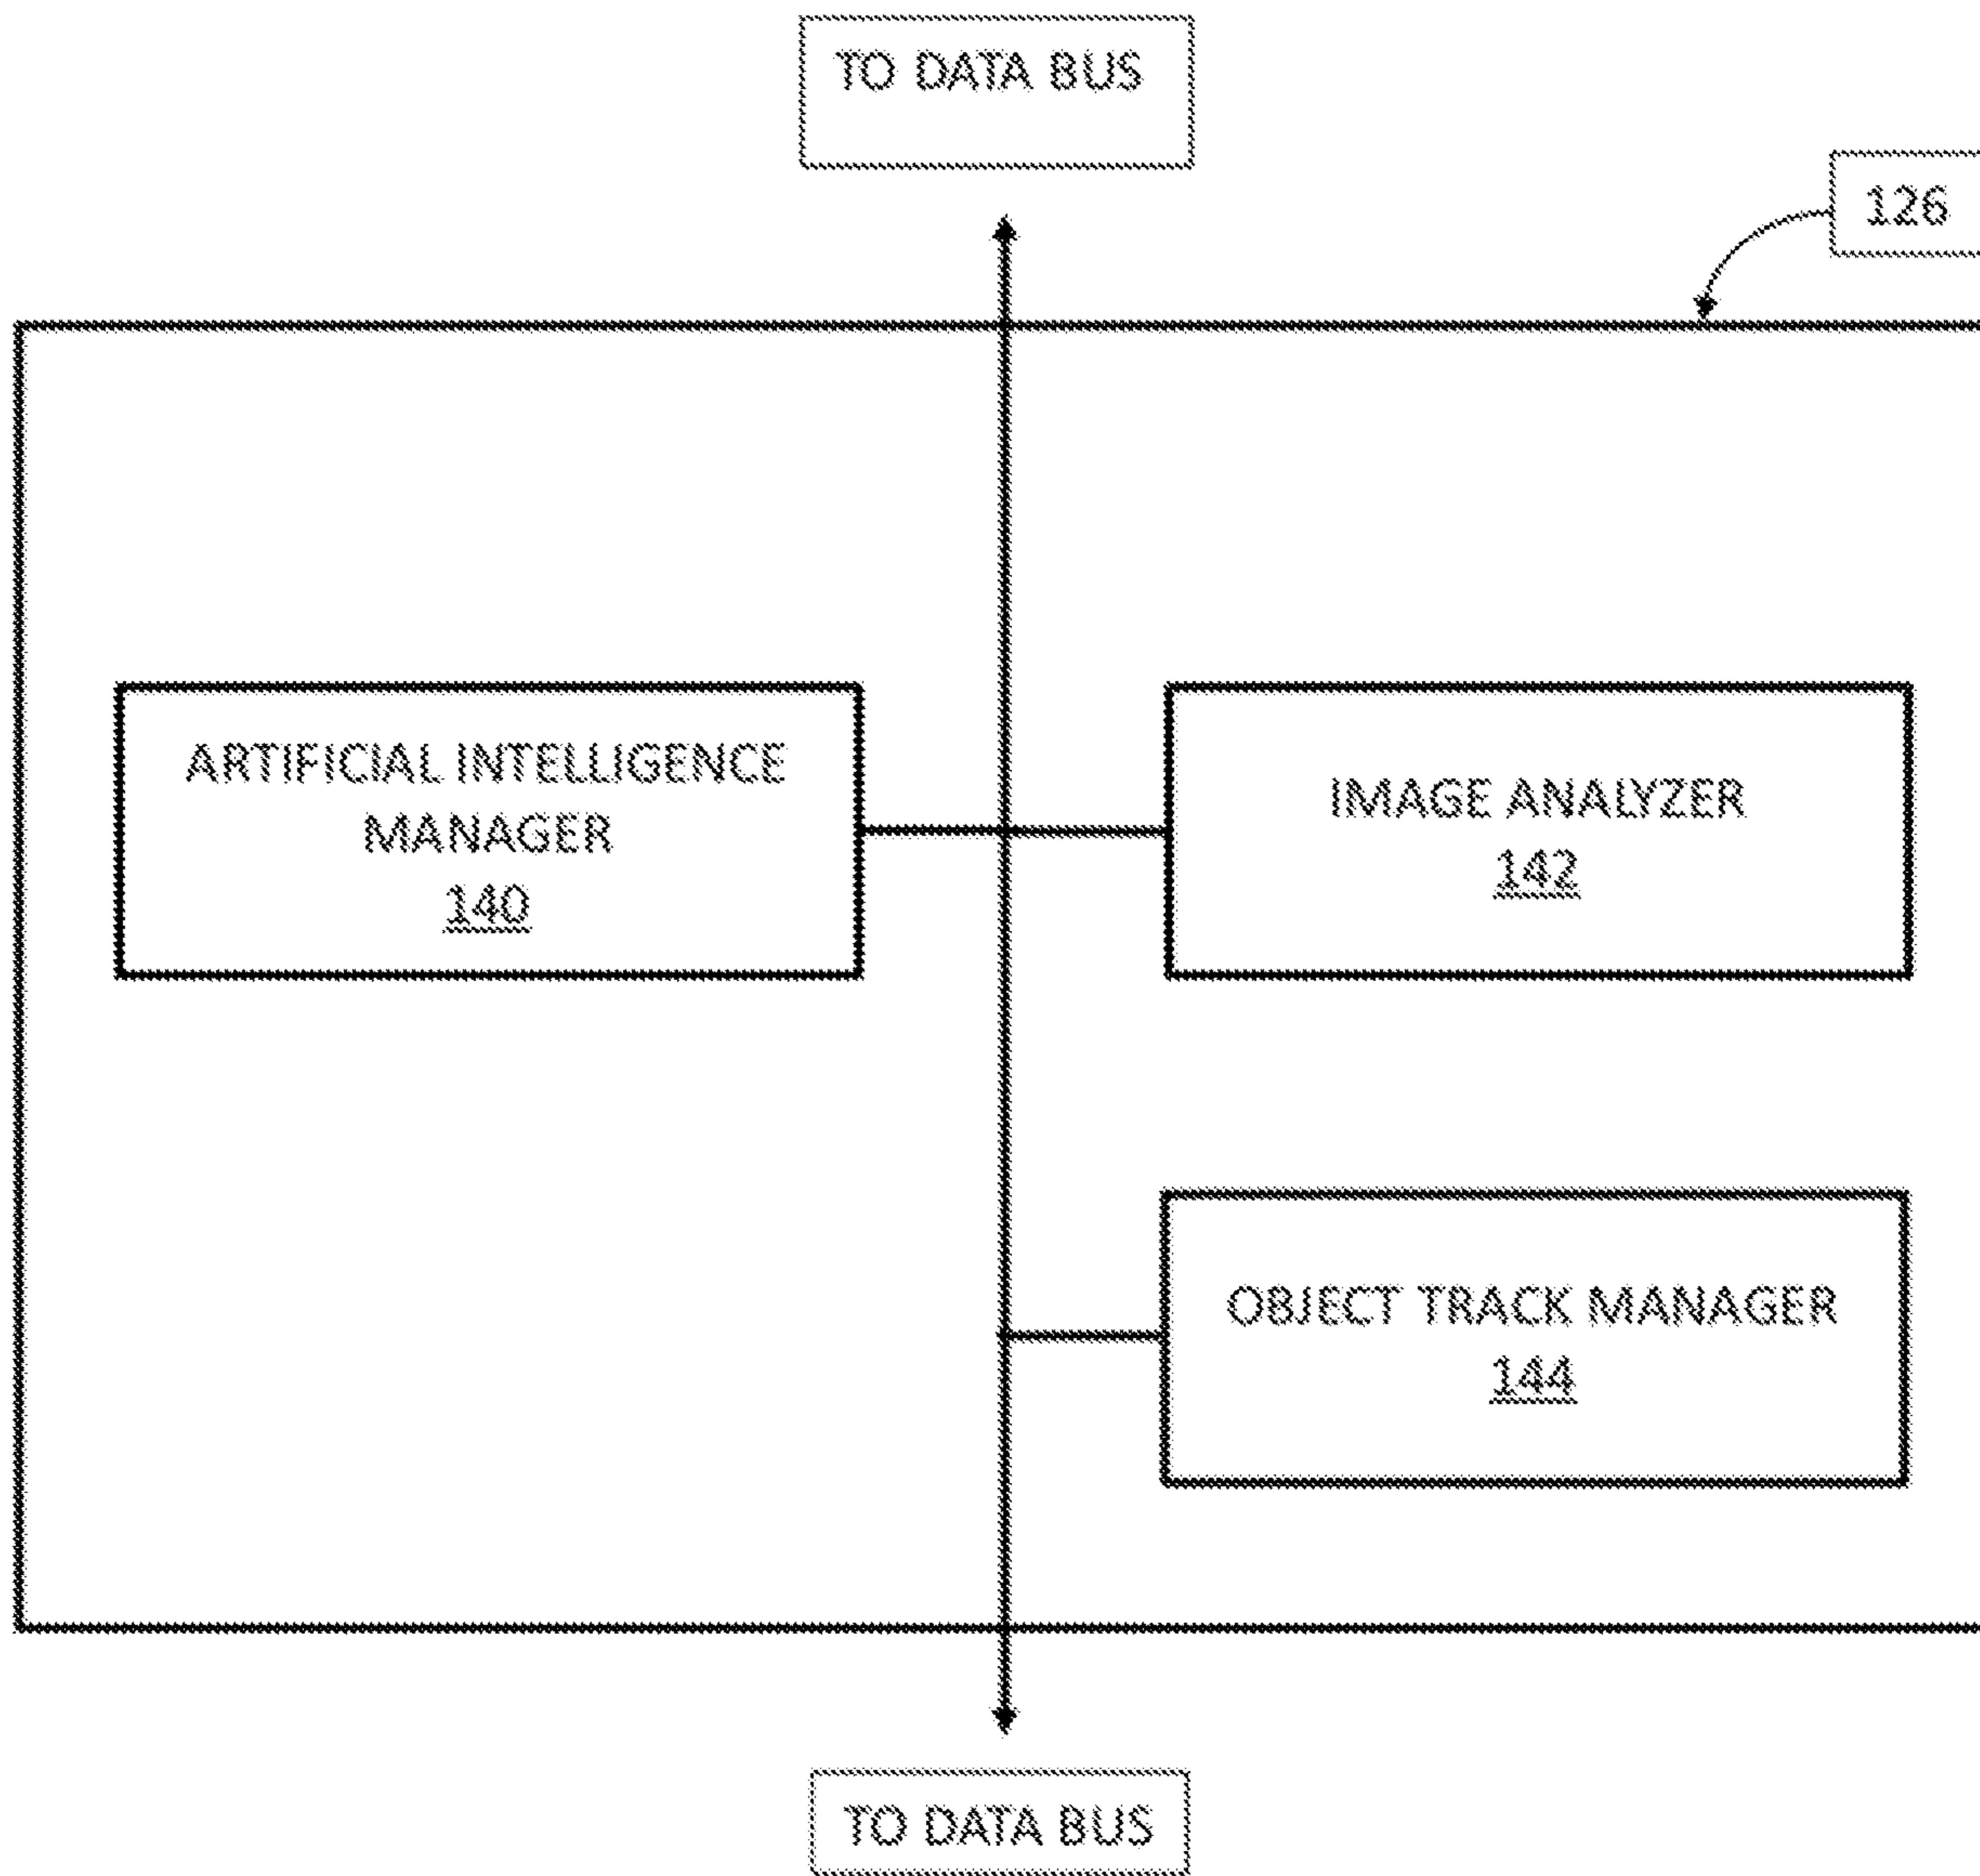 TO DATA BUS
126
ARTIFICIAL INTELLIGENCE
MANAGER
140
IMAGE ANALYZER
142
OBJECT TRACK MANAGER
144
TO DATA BUS